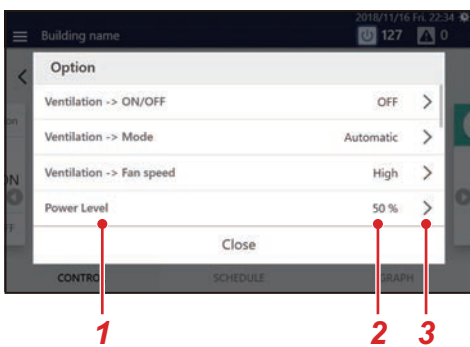 2018/11/16 Fri. 22:34
Building name 127 0
Option
Ventilation -> ON/OFF OFF
Ventilation -> Mode Automatic
Ventilation -> Fan speed High
Power Level 50 %
Close
CONTRO SCHEDULE GRAPH
1 2 3